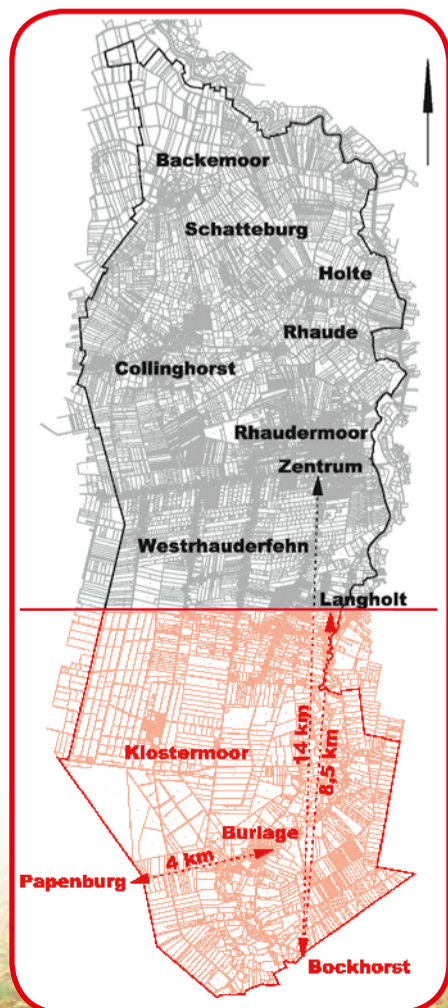 Backemoor
Schatteburg
Holte
Rhaude
Collinghorst
Rhaudermoor
Zentrum
Westrhauderfehn
Langholt
14 km
8,5 km
Klostermoor
Burlage
4 km
Papenburg
Bockhorst